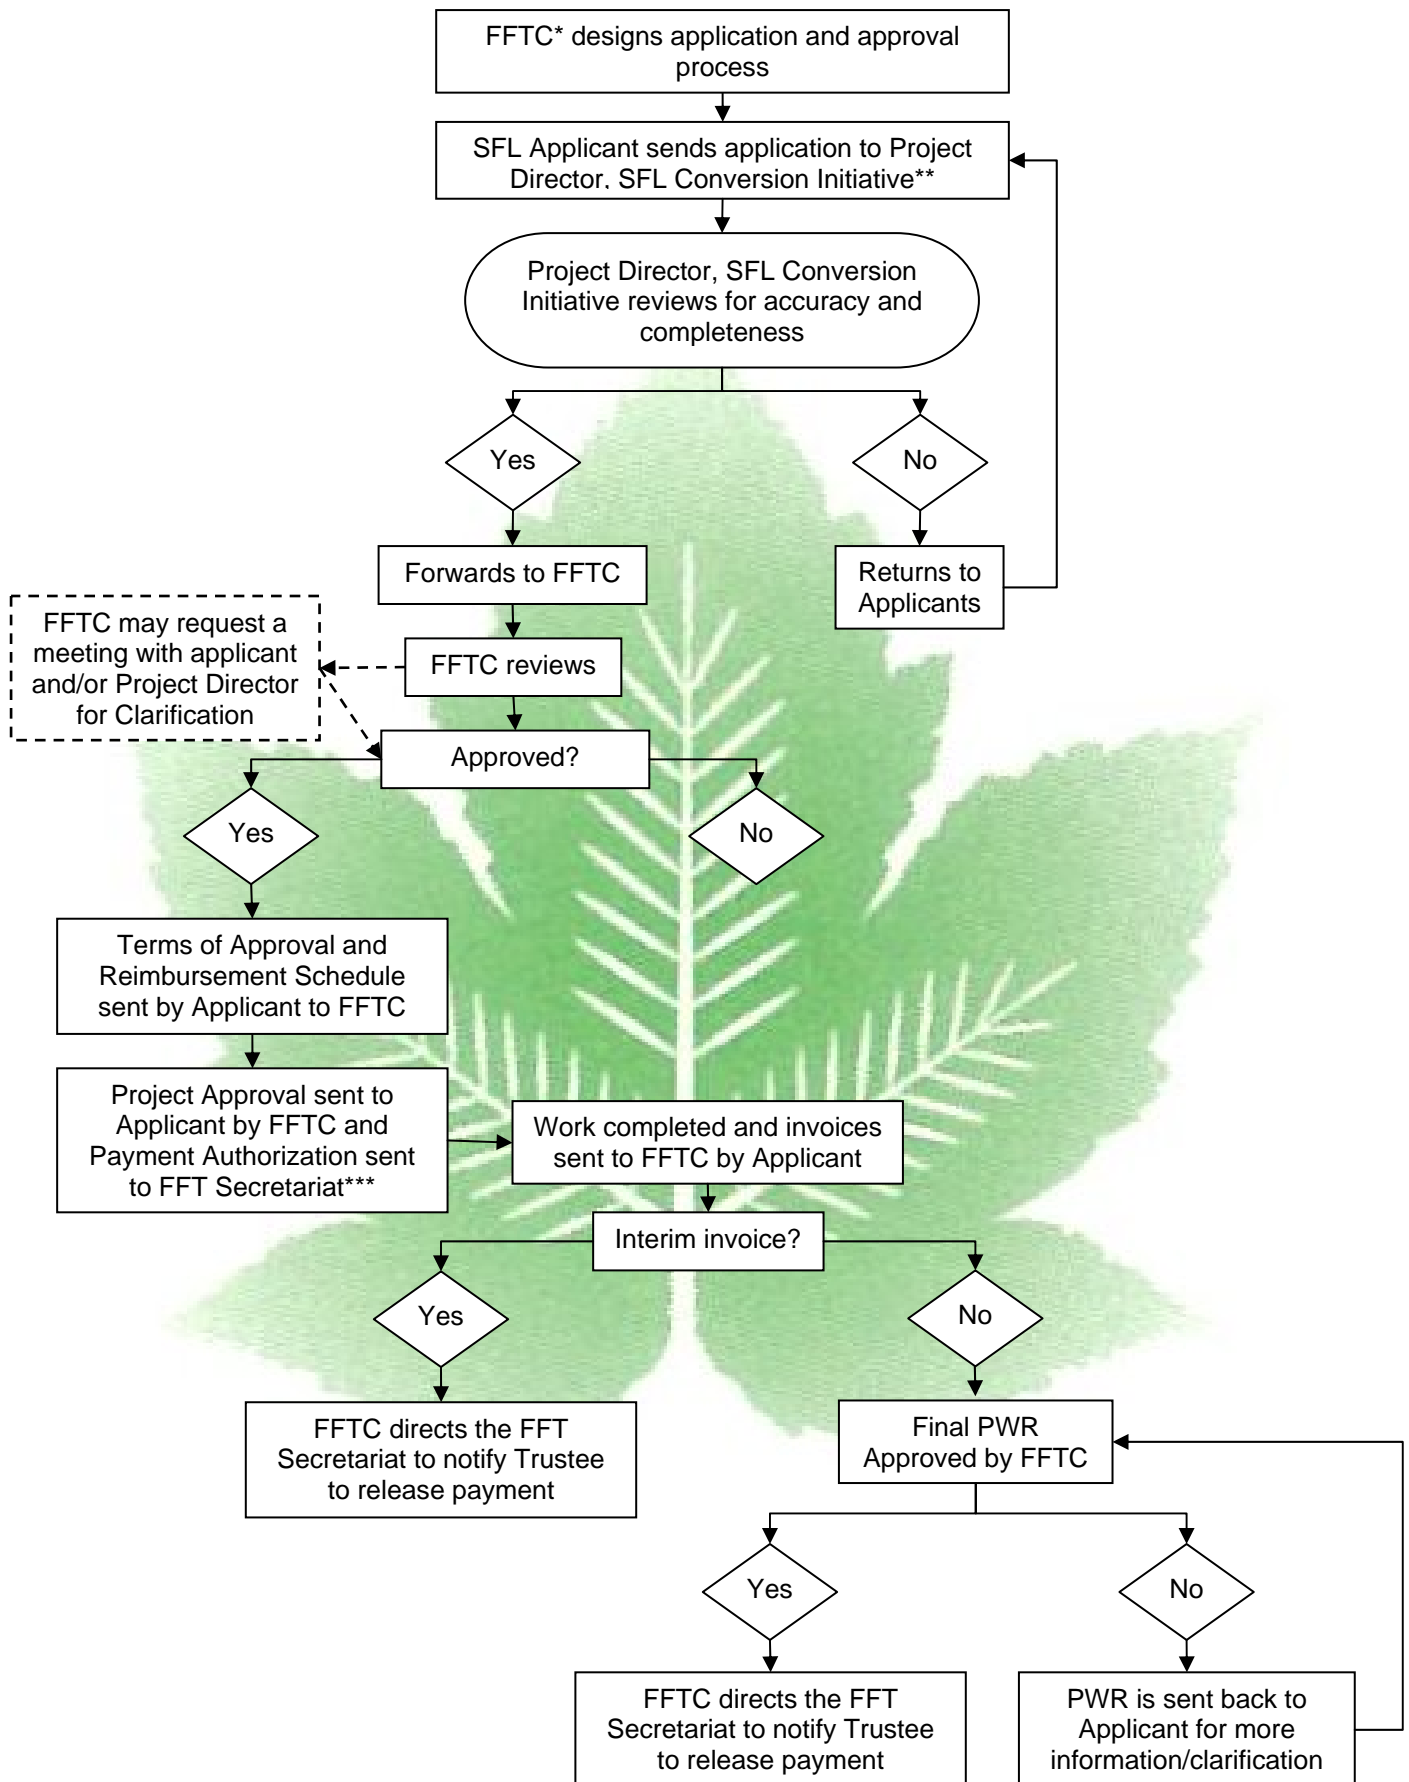 FFTC* designs application and approval
process
SFL Applicant sends application to Project
Director, SFL Conversion Initiative**
Project Director, SFL Conversion
Initiative reviews for accuracy and
completeness
Yes
No
Forwards to FFTC
Returns to
Applicants
FFTC may request a
meeting with applicant
and/or Project Director
for Clarification
FFTC reviews
Approved?
Yes
No
Terms of Approval and
Reimbursement Schedule
sent by Applicant to FFTC
Project Approval sent to
Applicant by FFTC and
Payment Authorization sent
to FFT Secretariat***
Work completed and invoices
sent to FFTC by Applicant
Interim invoice?
Yes
No
FFTC directs the FFT
Secretariat to notify Trustee
to release payment
Final PWR
Approved by FFTC
Yes
No
FFTC directs the FFT
Secretariat to notify Trustee
to release payment
PWR is sent back to
Applicant for more
information/clarification